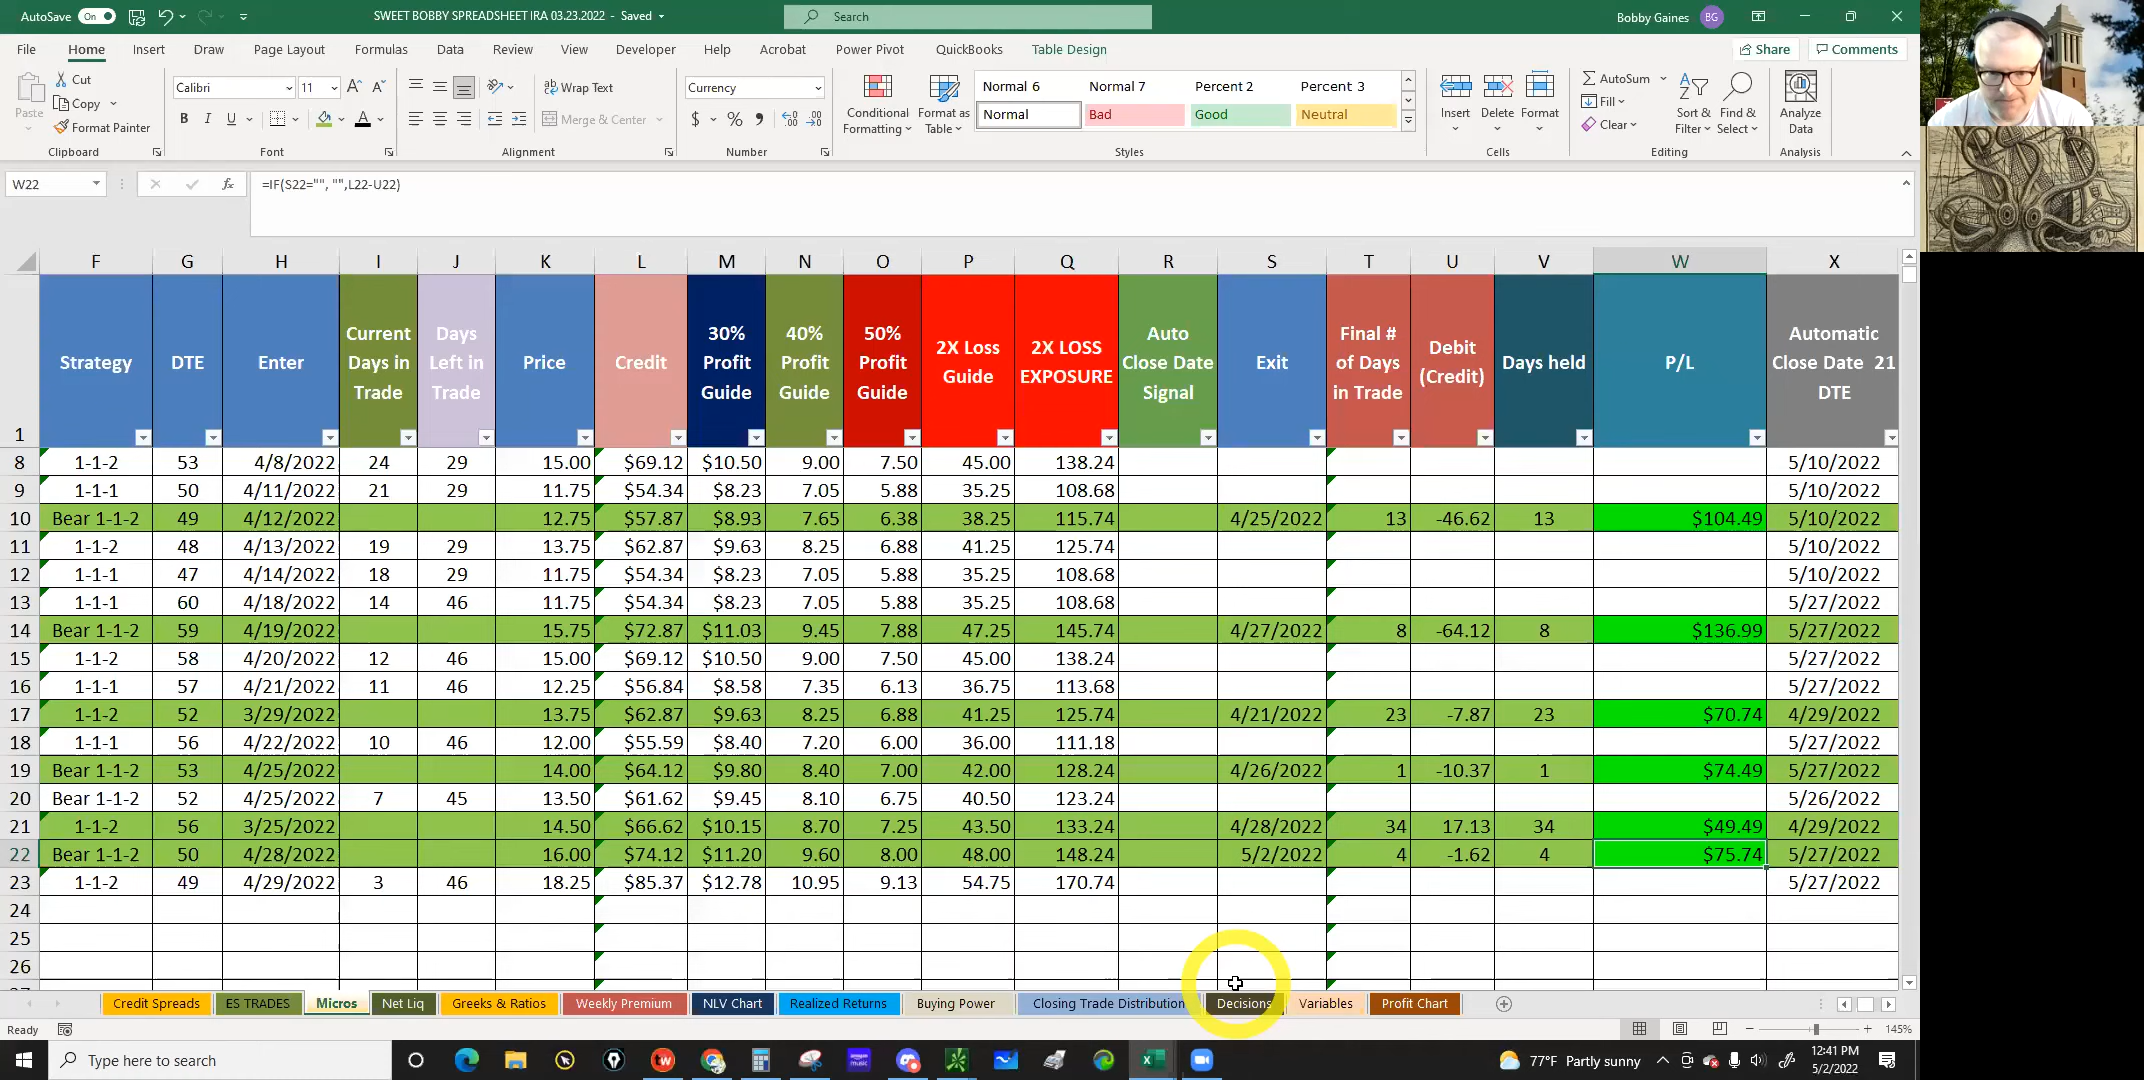 AutoSave On SWEET BOBBY SPREADSHEET IRA 03.23.2022 - Saved Search Bobby Gaines BG
File Home Insert Draw Page Layout Formulas Data Review View Developer Help Acrobat Power Pivot QuickBooks Table Design Share Comments
Paste Cut Copy Format Painter
Calibri 11 Wrap Text Merge & Center Currency
Conditional Formatting Format as Table
Normal 6 Normal 7 Percent 2 Percent 3
Normal Bad Good Neutral
Insert Delete Format AutoSum Fill Clear Sort & Filter Find & Select Analyze Data
Clipboard Font Alignment Number Styles Cells Editing Analysis
W22 fx =IF(S22="", "",L22-U22)
F G H I J K L M N O P Q R S T U V W X
1 Strategy DTE Enter Current Days in Trade Days Left in Trade Price Credit 30% Profit Guide 40% Profit Guide 50% Profit Guide 2X Loss Guide 2X LOSS EXPOSURE Auto Close Date Signal Exit Final # of Days in Trade Debit (Credit) Days held P/L Automatic Close Date 21 DTE
8 1-1-2 53 4/8/2022 24 29 15.00 $69.12 $10.50 9.00 7.50 45.00 138.24 5/10/2022
9 1-1-1 50 4/11/2022 21 29 11.75 $54.34 $8.23 7.05 5.88 35.25 108.68 5/10/2022
10 Bear 1-1-2 49 4/12/2022 12.75 $57.87 $8.93 7.65 6.38 38.25 115.74 4/25/2022 13 -46.62 13 $104.49 5/10/2022
11 1-1-2 48 4/13/2022 19 29 13.75 $62.87 $9.63 8.25 6.88 41.25 125.74 5/10/2022
12 1-1-1 47 4/14/2022 18 29 11.75 $54.34 $8.23 7.05 5.88 35.25 108.68 5/10/2022
13 1-1-1 60 4/18/2022 14 46 11.75 $54.34 $8.23 7.05 5.88 35.25 108.68 5/27/2022
14 Bear 1-1-2 59 4/19/2022 15.75 $72.87 $11.03 9.45 7.88 47.25 145.74 4/27/2022 8 -64.12 8 $136.99 5/27/2022
15 1-1-2 58 4/20/2022 12 46 15.00 $69.12 $10.50 9.00 7.50 45.00 138.24 5/27/2022
16 1-1-1 57 4/21/2022 11 46 12.25 $56.84 $8.58 7.35 6.13 36.75 113.68 5/27/2022
17 1-1-2 52 3/29/2022 13.75 $62.87 $9.63 8.25 6.88 41.25 125.74 4/21/2022 23 -7.87 23 $70.74 4/29/2022
18 1-1-1 56 4/22/2022 10 46 12.00 $55.59 $8.40 7.20 6.00 36.00 111.18 5/27/2022
19 Bear 1-1-2 53 4/25/2022 14.00 $64.12 $9.80 8.40 7.00 42.00 128.24 4/26/2022 1 -10.37 1 $74.49 5/27/2022
20 Bear 1-1-2 52 4/25/2022 7 45 13.50 $61.62 $9.45 8.10 6.75 40.50 123.24 5/26/2022
21 1-1-2 56 3/25/2022 14.50 $66.62 $10.15 8.70 7.25 43.50 133.24 4/28/2022 34 17.13 34 $49.49 4/29/2022
22 Bear 1-1-2 50 4/28/2022 16.00 $74.12 $11.20 9.60 8.00 48.00 148.24 5/2/2022 4 -1.62 4 $75.74 5/27/2022
23 1-1-2 49 4/29/2022 3 46 18.25 $85.37 $12.78 10.95 9.13 54.75 170.74 5/27/2022
24
25
26
Credit Spreads ES TRADES Micros Net Liq Greeks & Ratios Weekly Premium NLV Chart Realized Returns Buying Power Closing Trade Distribution Decisions Variables Profit Chart
Ready 145%
Type here to search 77°F Partly sunny 12:41 PM
5/2/2022